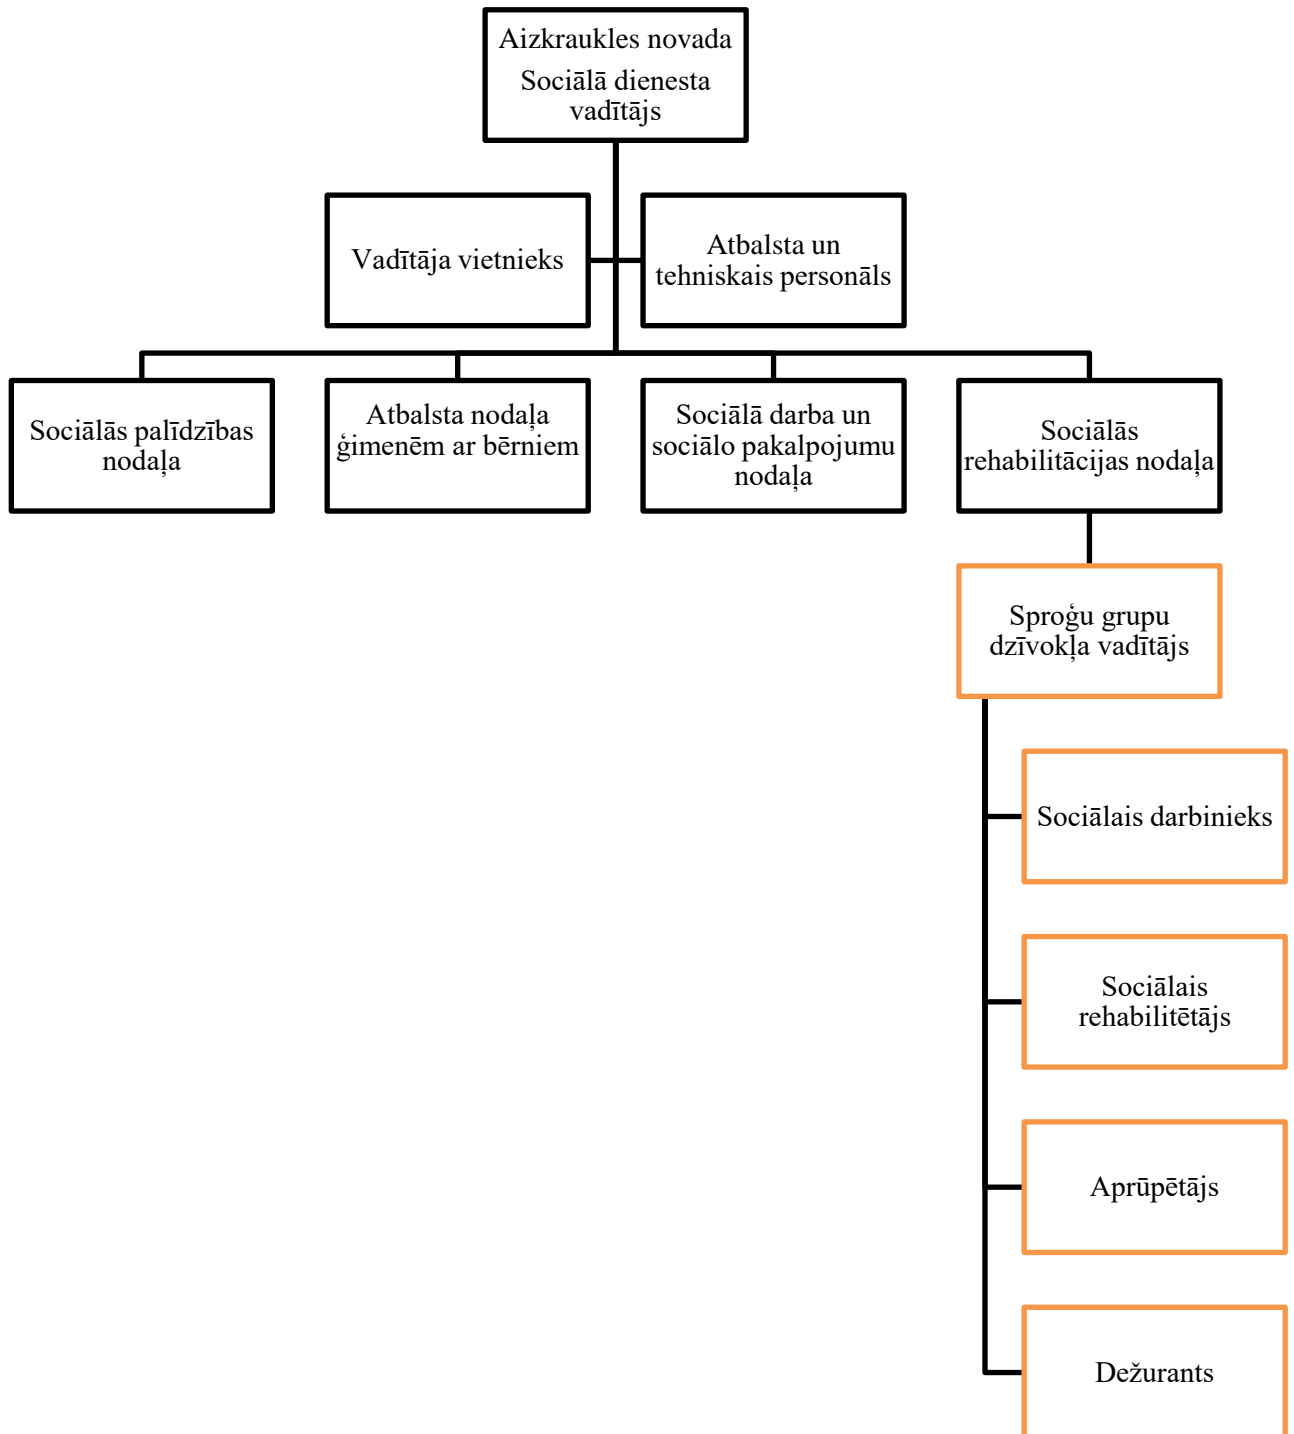 Aizkraukles novada
Sociālā dienesta
vadītājs
Vadītāja vietnieks
Atbalsta un
tehniskais personāls
Sociālās palīdzības
nodaļa
Atbalsta nodaļa
ģimenēm ar bērniem
Sociālā darba un
sociālo pakalpojumu
nodaļa
Sociālās
rehabilitācijas nodaļa
Sproģu grupu
dzīvokļa vadītājs
Sociālais darbinieks
Sociālais
rehabilitētājs
Aprūpētājs
Dežurants